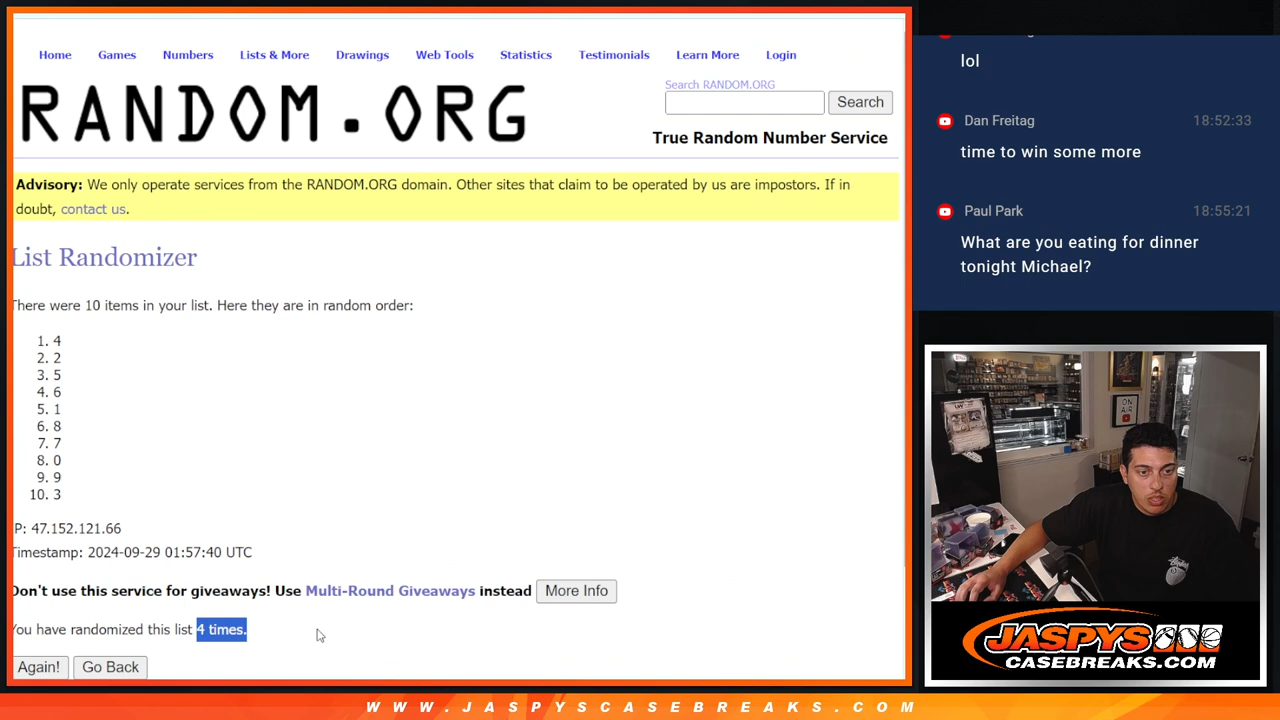 Home Games Numbers Lists & More Drawings Web Tools Statistics Testimonials Learn More Login
RANDOM.ORG
Search RANDOM.ORG
Search
True Random Number Service
Advisory: We only operate services from the RANDOM.ORG domain. Other sites that claim to be operated by us are impostors. If in
doubt, contact us.
List Randomizer
There were 10 items in your list. Here they are in random order:
1. 4
2. 2
3. 5
4. 6
5. 1
6. 8
7. 7
8. 0
9. 9
10. 3
IP: 47.152.121.66
Timestamp: 2024-09-29 01:57:40 UTC
Don't use this service for giveaways! Use Multi-Round Giveaways instead More Info
You have randomized this list 4 times.
Again! Go Back
lol
Dan Freitag 18:52:33
time to win some more
Paul Park 18:55:21
What are you eating for dinner
tonight Michael?
ON
AIR
JASPYS
CASEBREAKS.COM
WWW.JASPYSCASEBREAKS.COM